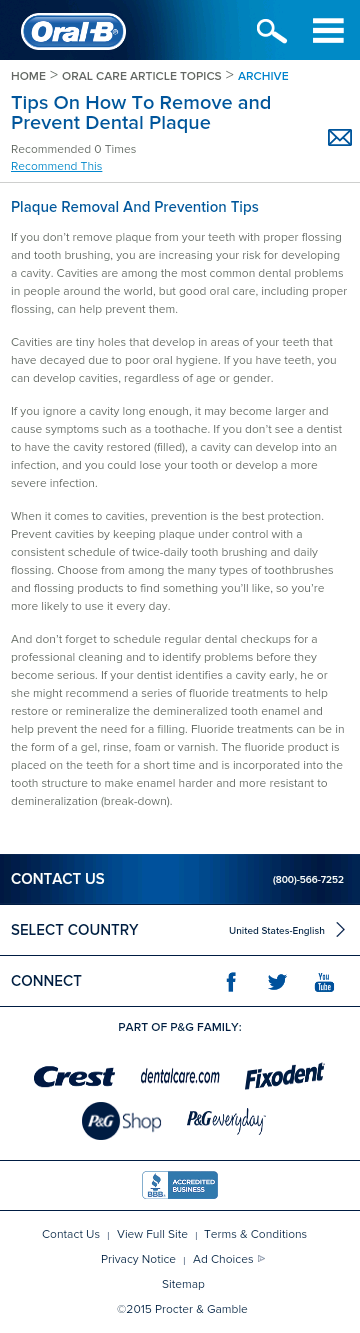 Oral-B
HOME > ORAL CARE ARTICLE TOPICS > ARCHIVE
Tips On How To Remove and
Prevent Dental Plaque
Recommended 0 Times
Recommend This
Plaque Removal And Prevention Tips
If you don't remove plaque from your teeth with proper flossing
and tooth brushing, you are increasing your risk for developing
a cavity. Cavities are among the most common dental problems
in people around the world, but good oral care, including proper
flossing, can help prevent them.
Cavities are tiny holes that develop in areas of your teeth that
have decayed due to poor oral hygiene. If you have teeth, you
can develop cavities, regardless of age or gender.
If you ignore a cavity long enough, it may become larger and
cause symptoms such as a toothache. If you don't see a dentist
to have the cavity restored (filled), a cavity can develop into an
infection, and you could lose your tooth or develop a more
severe infection.
When it comes to cavities, prevention is the best protection.
Prevent cavities by keeping plaque under control with a
consistent schedule of twice-daily tooth brushing and daily
flossing. Choose from among the many types of toothbrushes
and flossing products to find something you'll like, so you're
more likely to use it every day.
And don't forget to schedule regular dental checkups for a
professional cleaning and to identify problems before they
become serious. If your dentist identifies a cavity early, he or
she might recommend a series of fluoride treatments to help
restore or remineralize the demineralized tooth enamel and
help prevent the need for a filling. Fluoride treatments can be in
the form of a gel, rinse, foam or varnish. The fluoride product is
placed on the teeth for a short time and is incorporated into the
tooth structure to make enamel harder and more resistant to
demineralization (break-down).
CONTACT US (800)-566-7252
SELECT COUNTRY United States-English
CONNECT You Tube
PART OF P&G FAMILY:
Crest dentalcare.com Fixodent
P&G Shop P&G everyday
BBB. ACCREDITED BUSINESS
Contact Us | View Full Site | Terms & Conditions
Privacy Notice | Ad Choices
Sitemap
©2015 Procter & Gamble